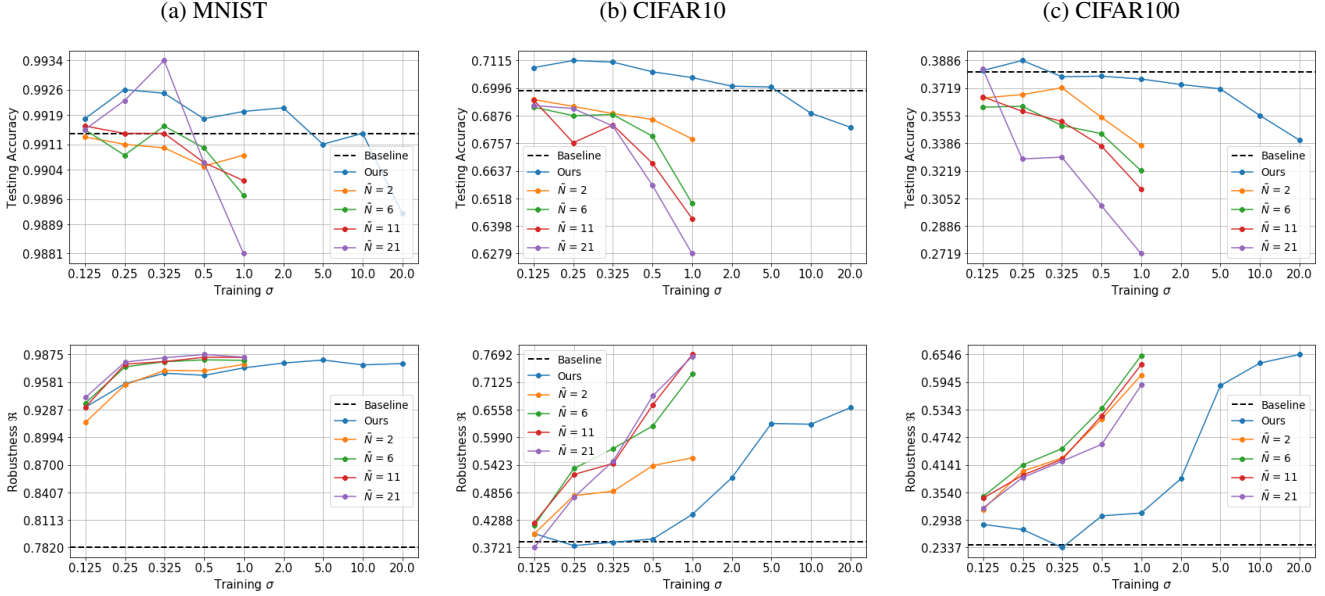 (a) MNIST
(b) CIFAR10
(c) CIFAR100
Testing Accuracy
0.9934
0.9926
0.9919
0.9911
0.9904
0.9896
0.9889
0.9881
Baseline
Ours
Ñ = 2
Ñ = 6
Ñ = 11
Ñ = 21
0.125 0.25 0.325 0.5 1.0 2.0 5.0 10.0 20.0
Training σ
Testing Accuracy
0.7115
0.6996
0.6876
0.6757
0.6637
0.6518
0.6398
0.6279
Baseline
Ours
Ñ = 2
Ñ = 6
Ñ = 11
Ñ = 21
0.125 0.25 0.325 0.5 1.0 2.0 5.0 10.0 20.0
Training σ
Testing Accuracy
0.3886
0.3719
0.3553
0.3386
0.3219
0.3052
0.2886
0.2719
Baseline
Ours
Ñ = 2
Ñ = 6
Ñ = 11
Ñ = 21
0.125 0.25 0.325 0.5 1.0 2.0 5.0 10.0 20.0
Training σ
Robustness ℜ
0.9875
0.9581
0.9287
0.8994
0.8700
0.8407
0.8113
0.7820
Baseline
Ours
Ñ = 2
Ñ = 6
Ñ = 11
Ñ = 21
0.125 0.25 0.325 0.5 1.0 2.0 5.0 10.0 20.0
Training σ
Robustness ℜ
0.7692
0.7125
0.6558
0.5990
0.5423
0.4856
0.4288
0.3721
Baseline
Ours
Ñ = 2
Ñ = 6
Ñ = 11
Ñ = 21
0.125 0.25 0.325 0.5 1.0 2.0 5.0 10.0 20.0
Training σ
Robustness ℜ
0.6546
0.5945
0.5343
0.4742
0.4141
0.3540
0.2938
0.2337
Baseline
Ours
Ñ = 2
Ñ = 6
Ñ = 11
Ñ = 21
0.125 0.25 0.325 0.5 1.0 2.0 5.0 10.0 20.0
Training σ